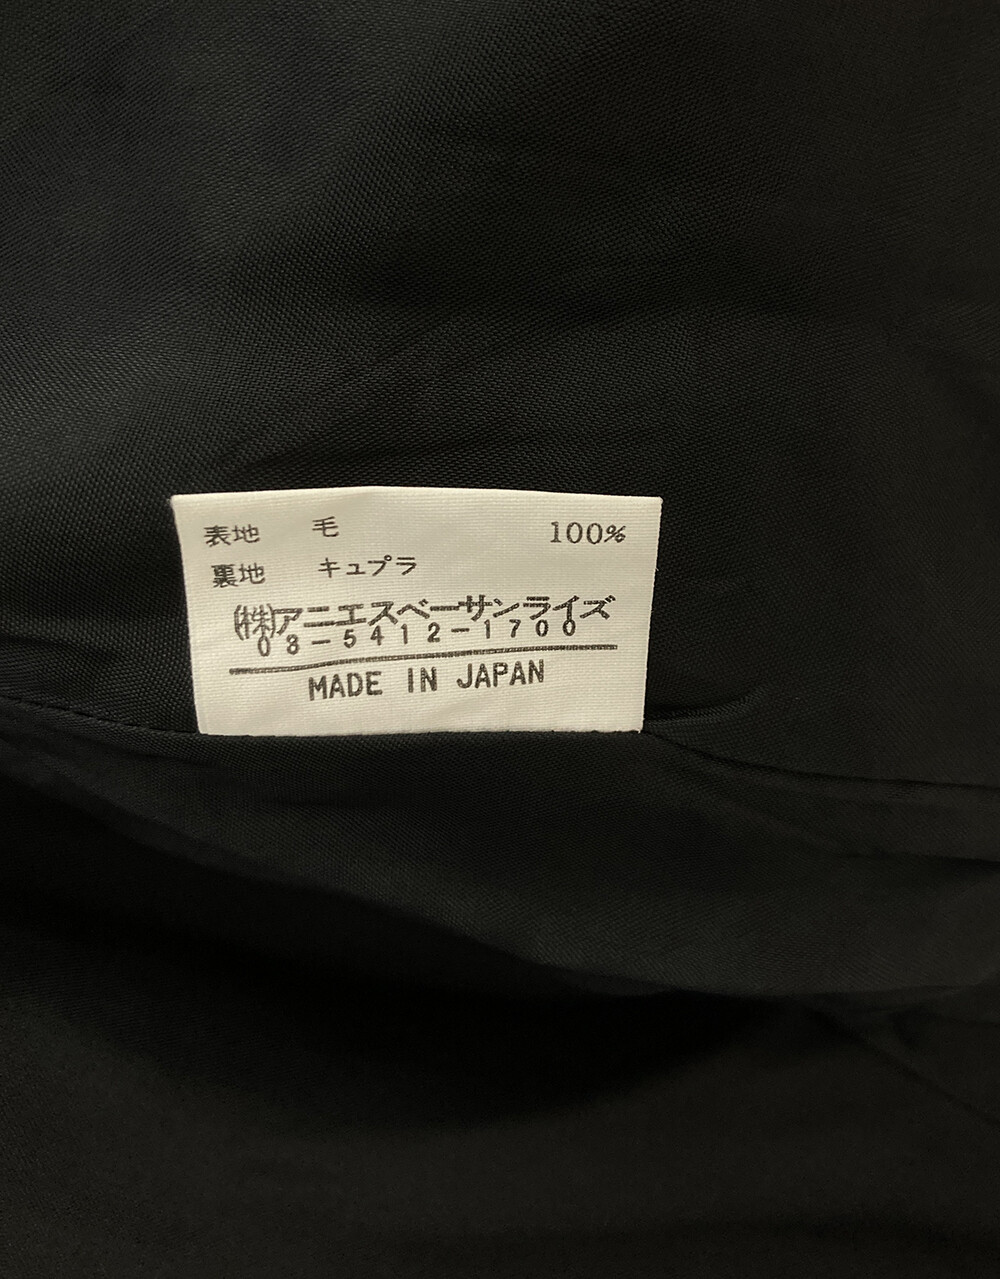 表地 毛 100%
裏地 キュプラ
(株)アニエスベーサンライズ
03-5412-1700
MADE IN JAPAN